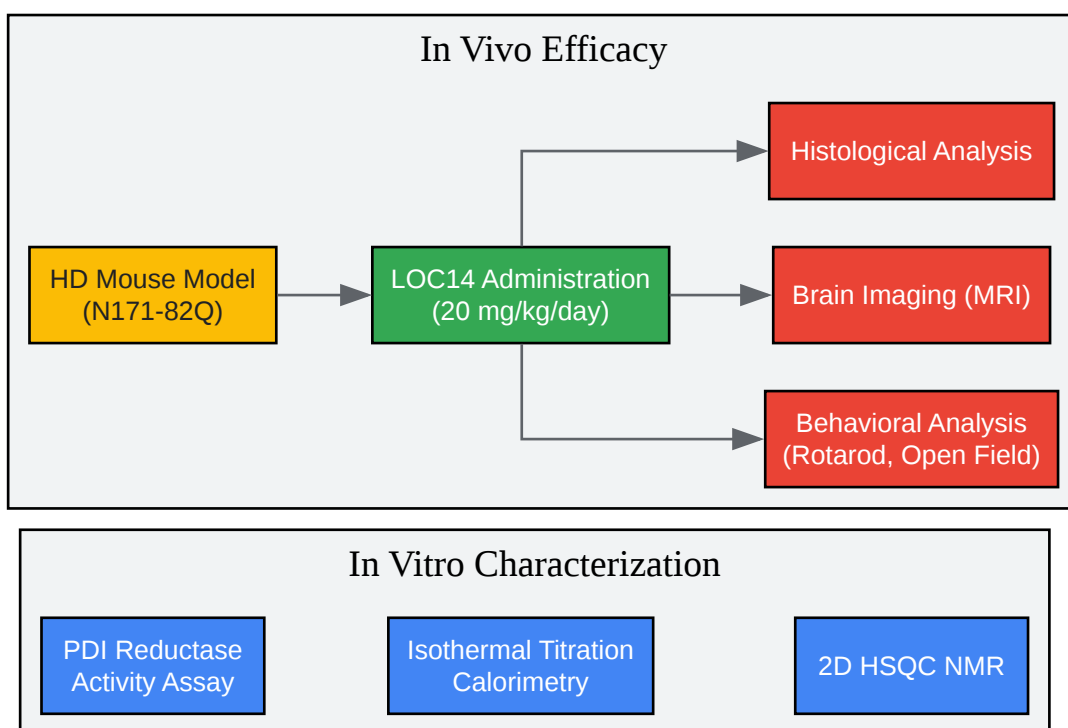 In Vivo Efficacy
Histological Analysis
HD Mouse Model
(N171-82Q)
LOC14 Administration
(20 mg/kg/day)
Brain Imaging (MRI)
Behavioral Analysis
(Rotarod, Open Field)
In Vitro Characterization
PDI Reductase
Activity Assay
Isothermal Titration
Calorimetry
2D HSQC NMR